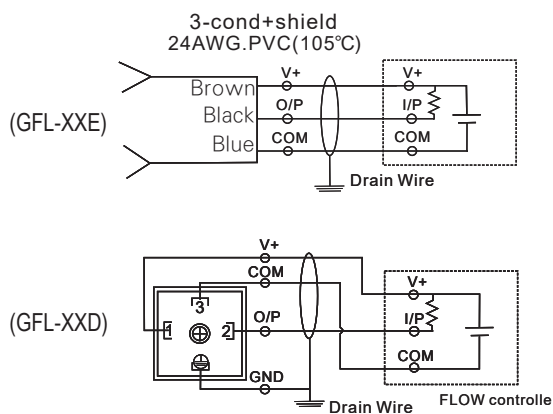 3-cond+shield
24AWG.PVC(105℃)
(GFL-XXE)
Brown V+ V+
Black O/P I/P
Blue COM COM
Drain Wire
(GFL-XXD)
V+
COM V+
3
1 2 O/P I/P
COM
GND
Drain Wire
FLOW controlle